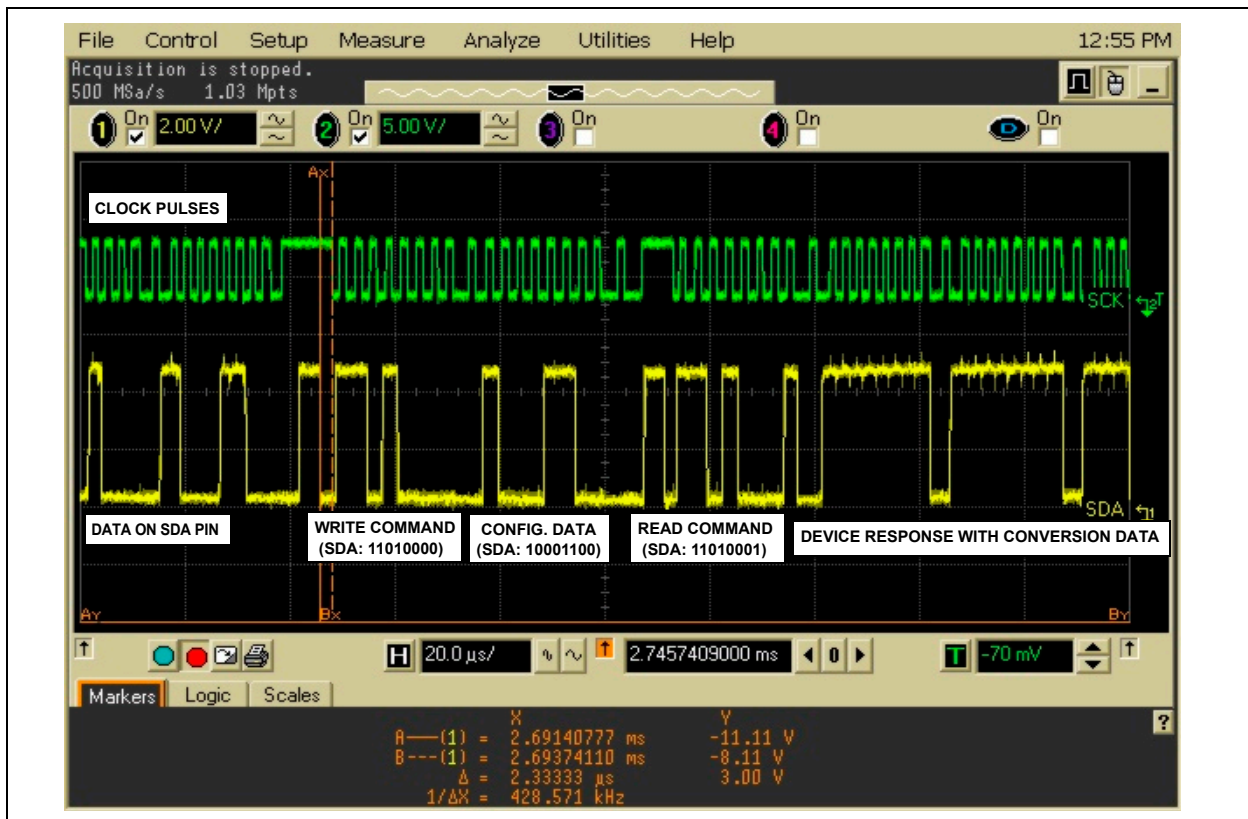 File Control Setup Measure Analyze Utilities Help 12:55 PM
Acquisition is stopped.
500 MSa/s 1.03 Mpts
1 On 2.00 V/ 2 On 5.00 V/ 3 On 4 On D On
Ax
CLOCK PULSES
SCK 2 T
SDA 1
DATA ON SDA PIN
WRITE COMMAND
(SDA: 11010000)
CONFIG. DATA
(SDA: 10001100)
READ COMMAND
(SDA: 11010001)
DEVICE RESPONSE WITH CONVERSION DATA
AY Bx BY
H 20.0 µs/ 2.7457409000 ms 0 T -70 mV
Markers Logic Scales
X Y
A——(1) = 2.69140777 ms -11.11 V
B---(1) = 2.69374110 ms -8.11 V
Δ = 2.33333 µs 3.00 V
1/ΔX = 428.571 kHz
?